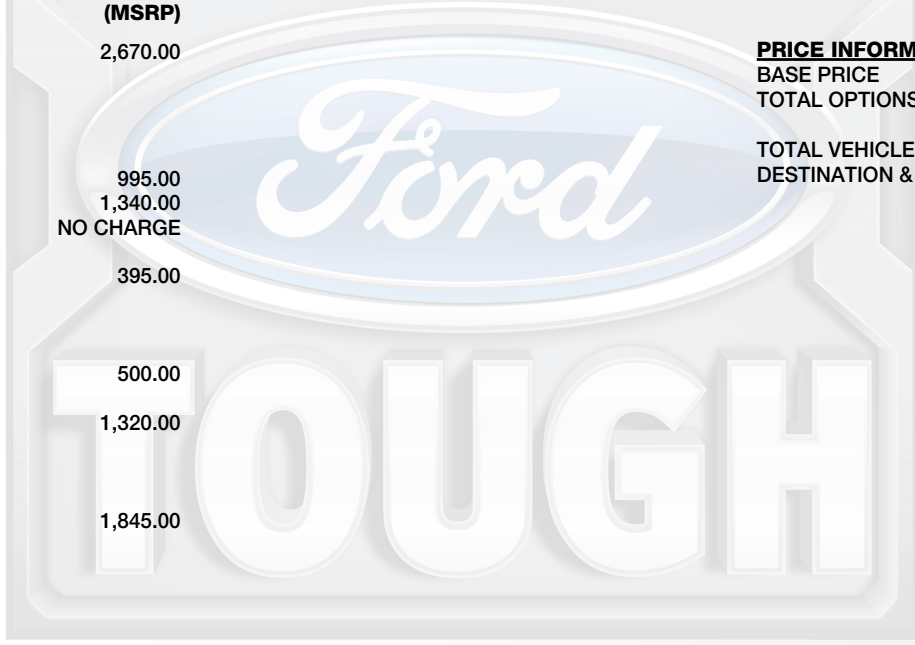 (MSRP)
2,670.00
995.00
1,340.00
NO CHARGE
395.00
500.00
1,320.00
1,845.00
PRICE INFORM
BASE PRICE
TOTAL OPTIONS
TOTAL VEHICLE
DESTINATION &
Ford
TOUGH